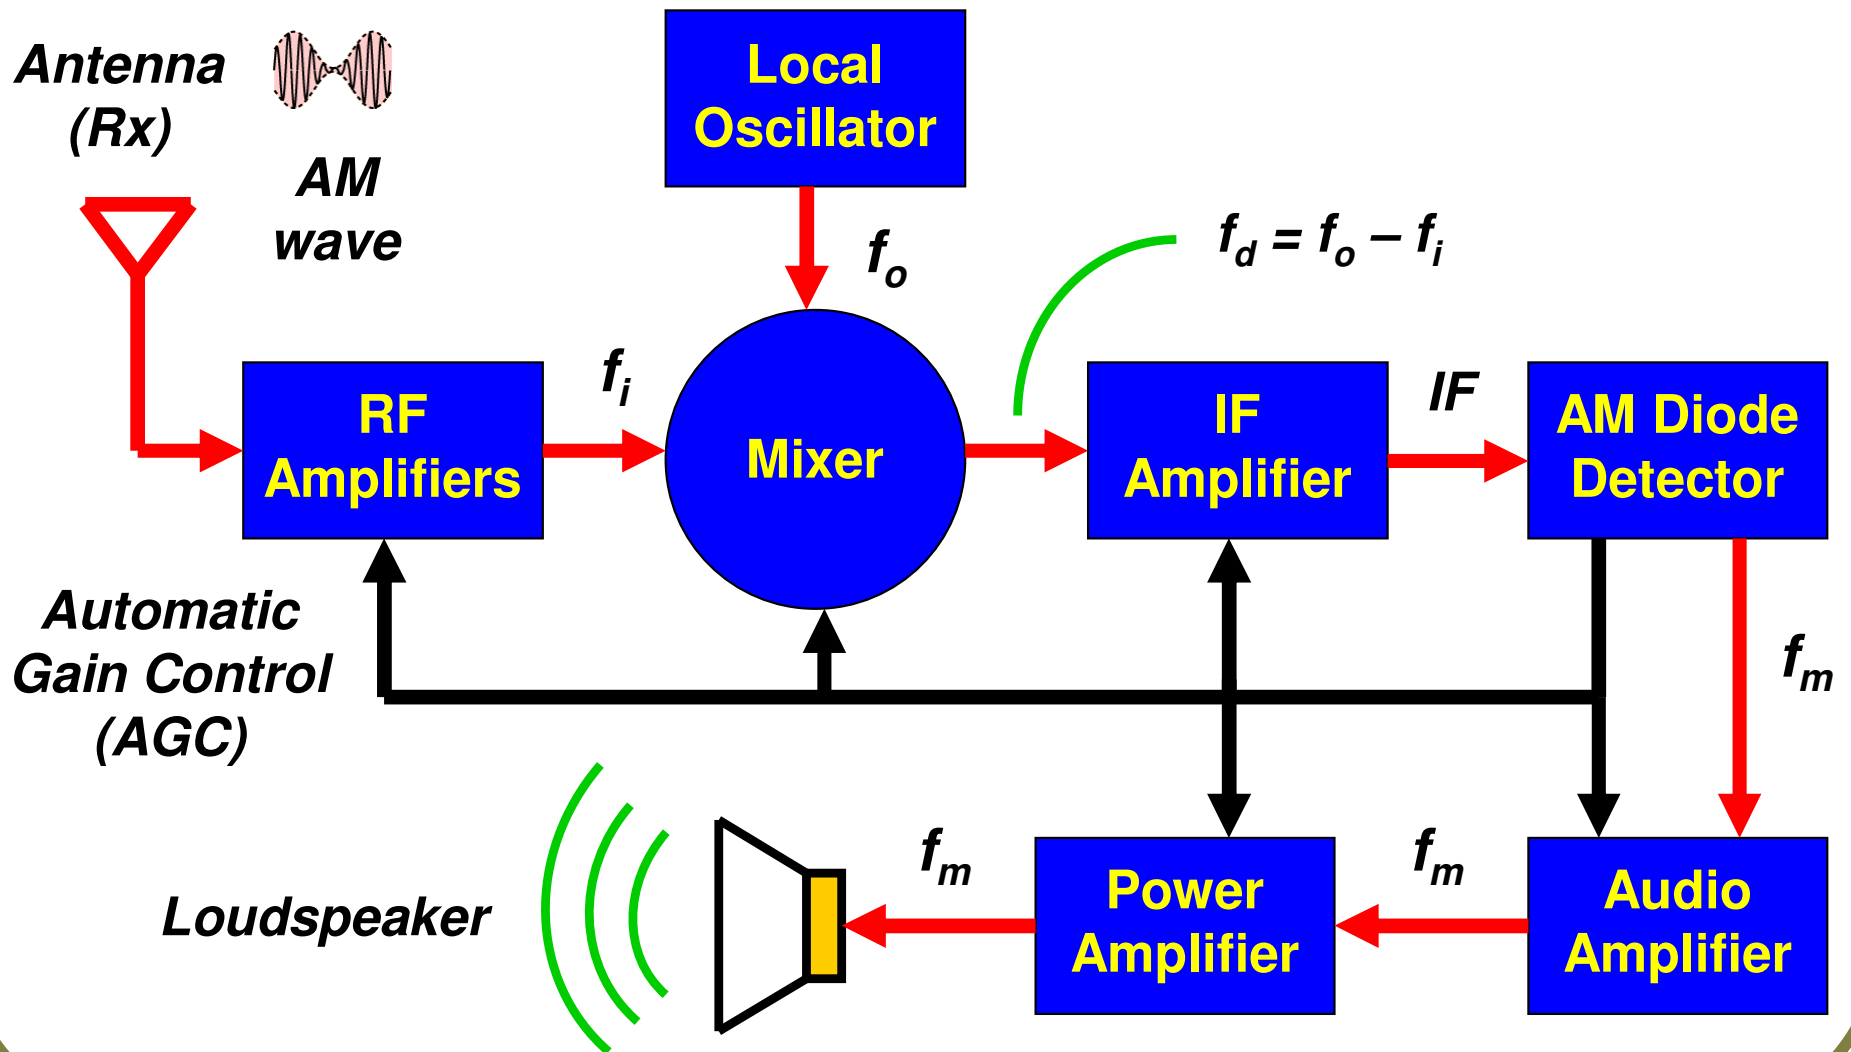 Antenna
(Rx)
AM
wave
Local
Oscillator
f_o
f_d = f_o – f_i
RF
Amplifiers
f_i
Mixer
IF
Amplifier
IF
AM Diode
Detector
Automatic
Gain Control
(AGC)
f_m
Loudspeaker
f_m
Power
Amplifier
f_m
Audio
Amplifier